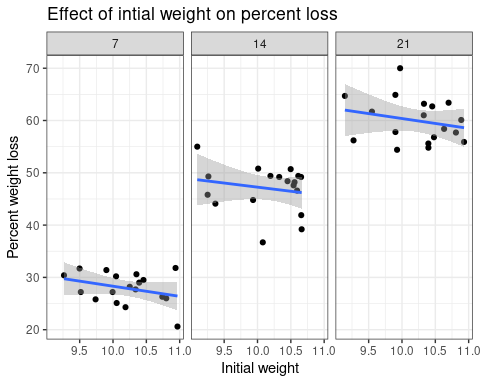 Effect of intial weight on percent loss
7 14 21
70
60
50
40
30
20
Percent weight loss
9.5 10.0 10.5 11.0 9.5 10.0 10.5 11.0 9.5 10.0 10.5 11.0
Initial weight